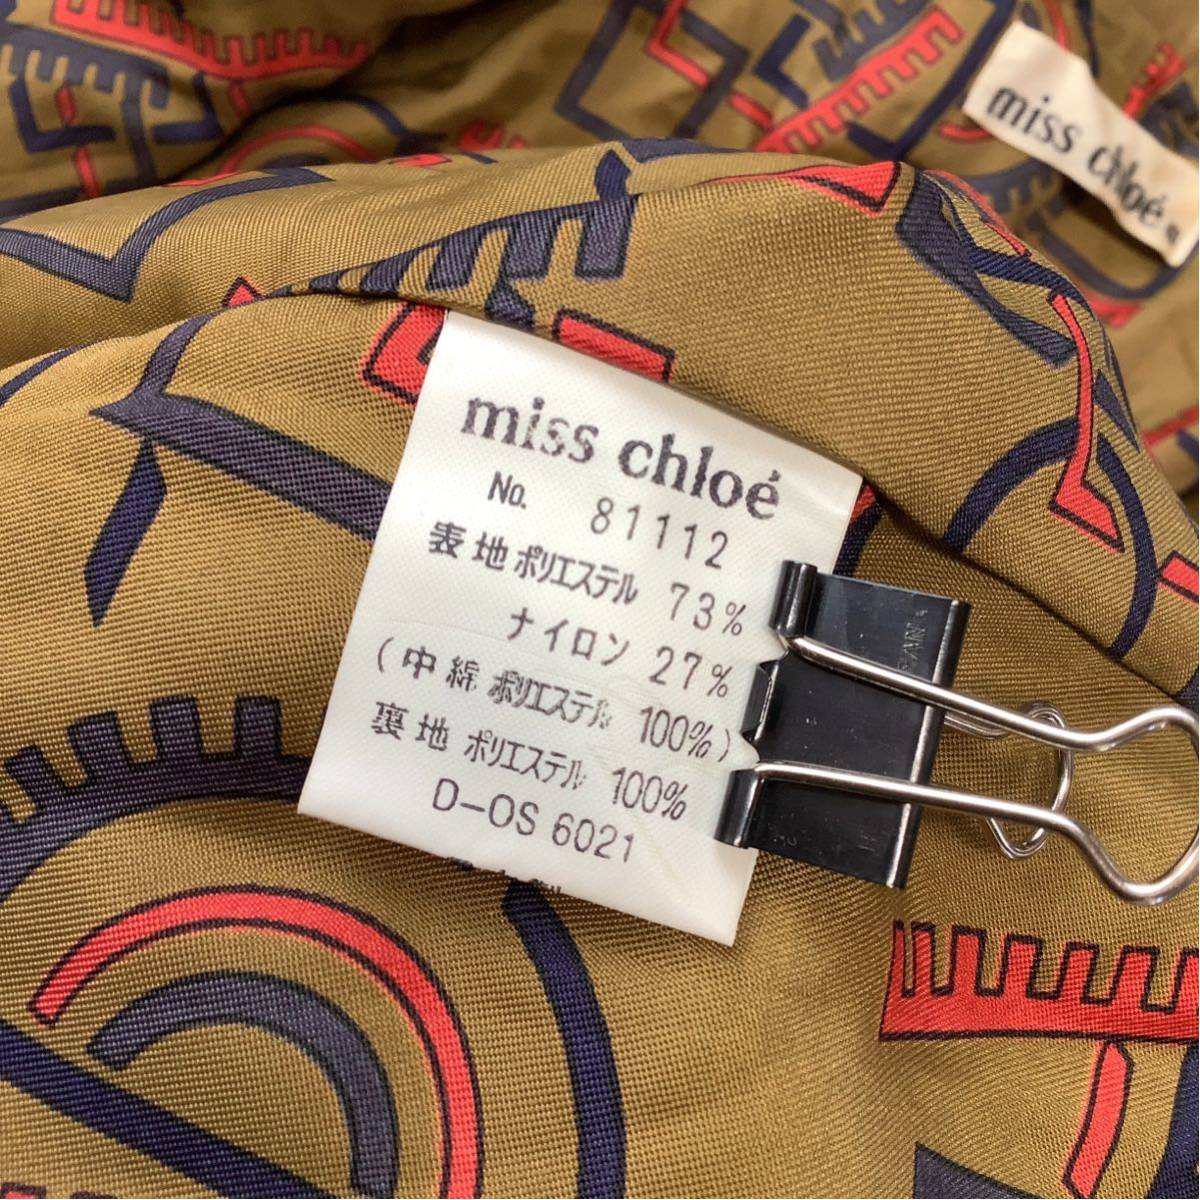 miss chloé
miss chloé
No. 81112
表地 ポリエステル 73%
ナイロン 27%
(中綿 ポリエステル 100%)
裏地 ポリエステル 100%
D-OS 6021